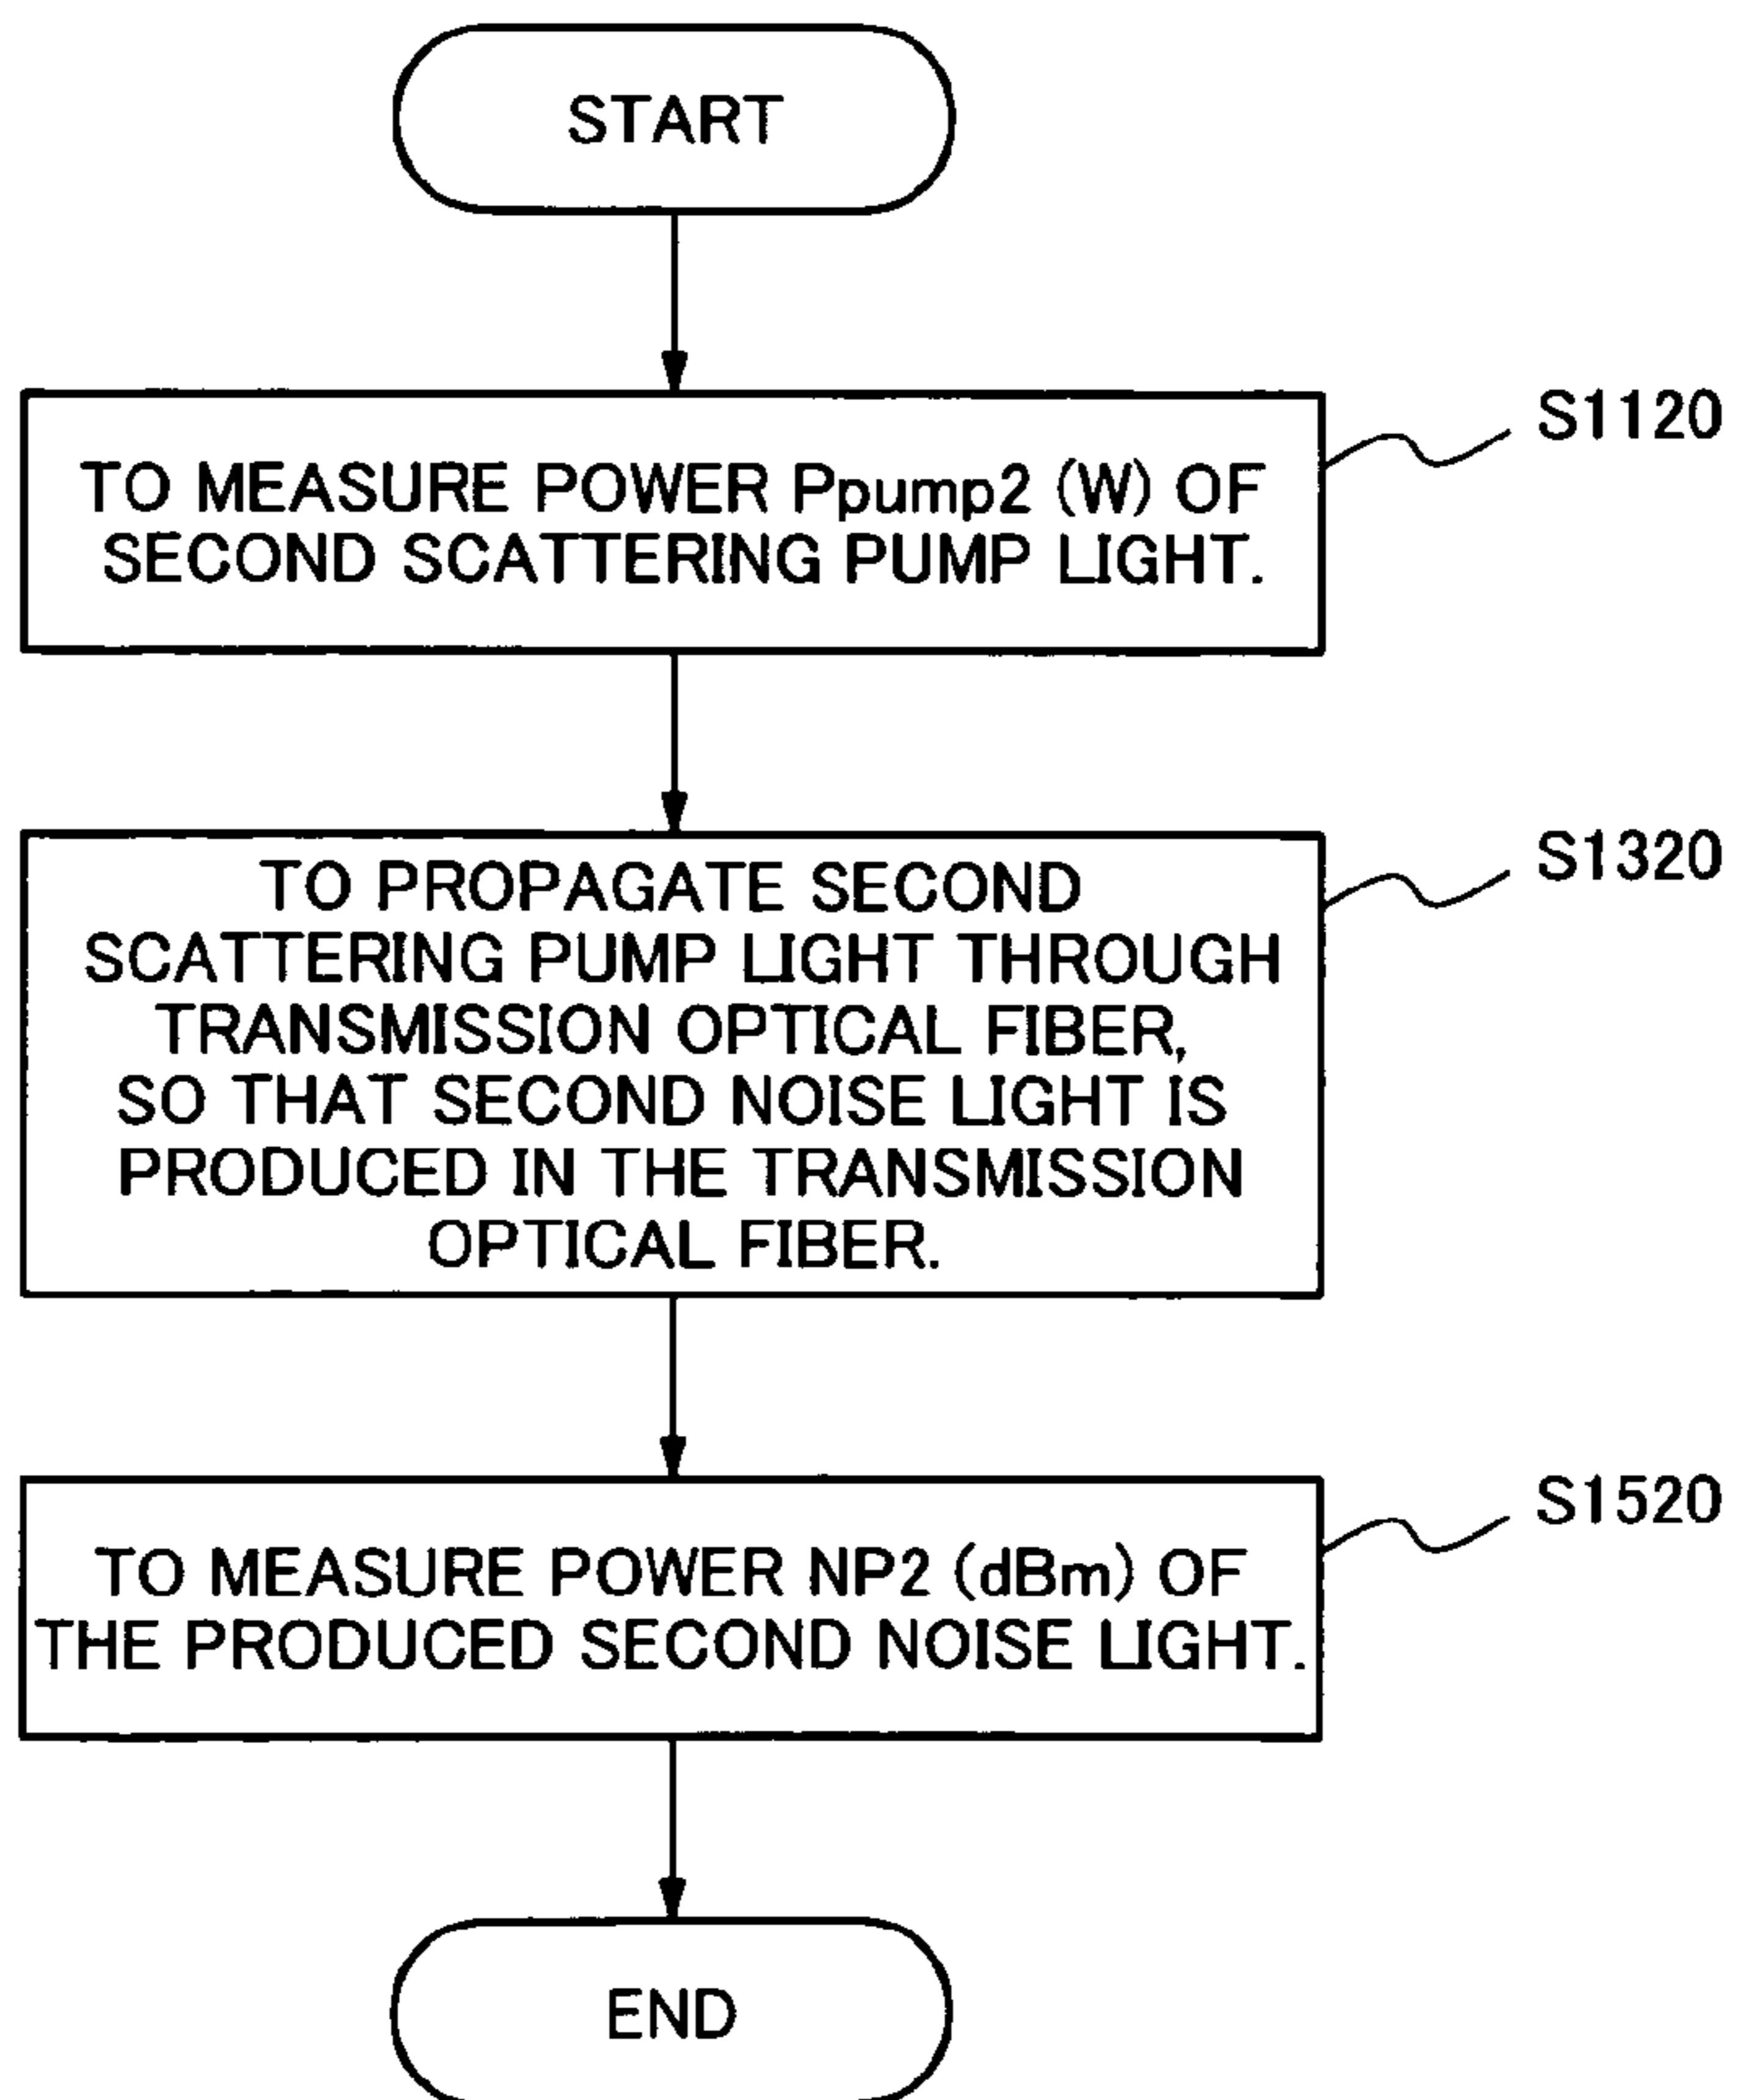 START
S1120
TO MEASURE POWER Ppump2 (W) OF
SECOND SCATTERING PUMP LIGHT.
S1320
TO PROPAGATE SECOND
SCATTERING PUMP LIGHT THROUGH
TRANSMISSION OPTICAL FIBER,
SO THAT SECOND NOISE LIGHT IS
PRODUCED IN THE TRANSMISSION
OPTICAL FIBER.
S1520
TO MEASURE POWER NP2 (dBm) OF
THE PRODUCED SECOND NOISE LIGHT.
END